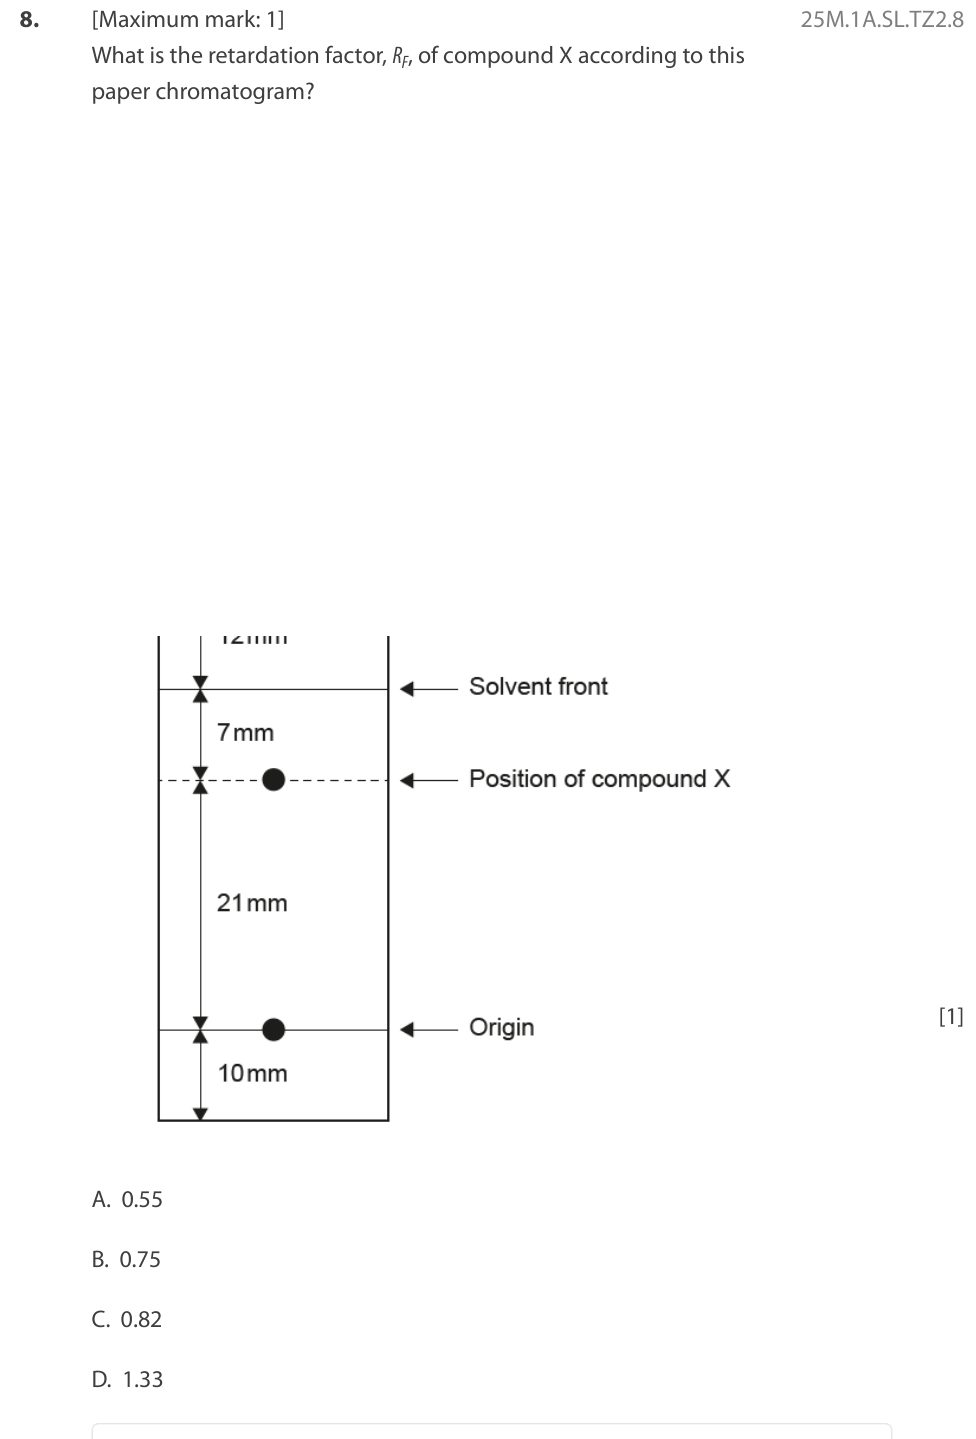 8. [Maximum mark: 1] 25M.1A.SL.TZ2.8
What is the retardation factor, RF, of compound X according to this
paper chromatogram?
12mm
Solvent front
7mm
Position of compound X
21mm
Origin
[1]
10mm
A. 0.55
B. 0.75
C. 0.82
D. 1.33